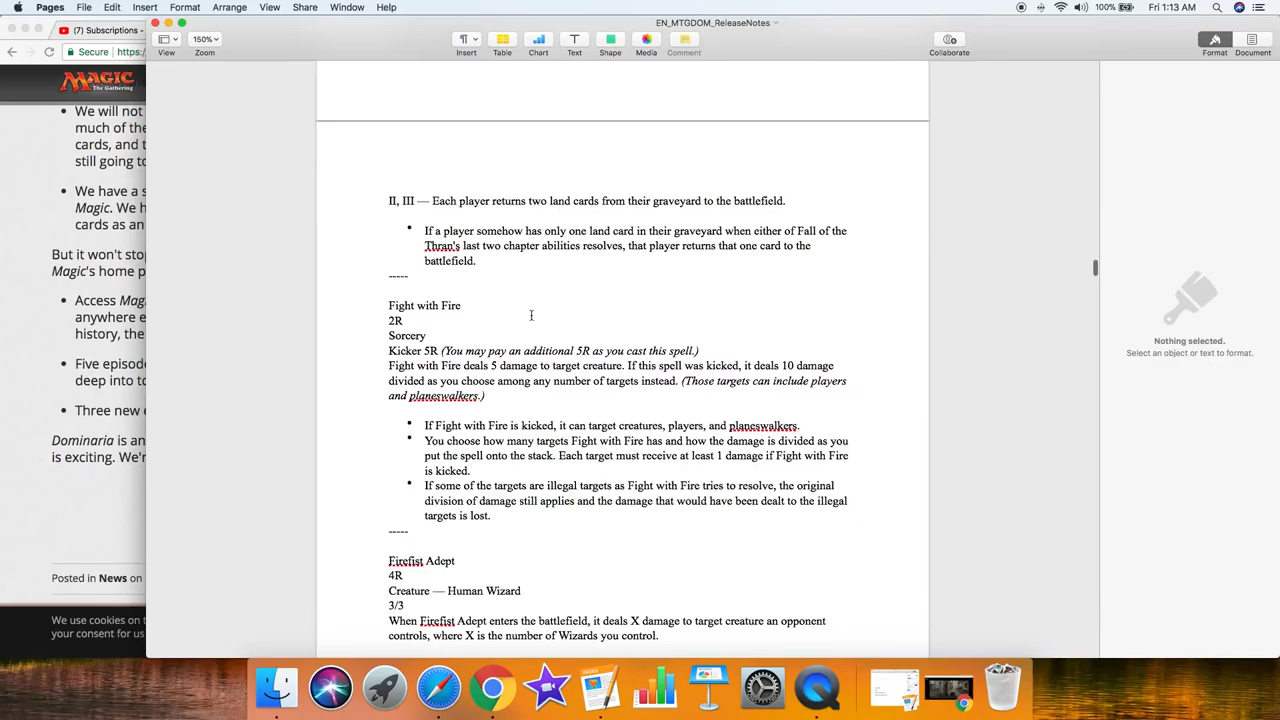 Pages File Edit Insert Format Arrange View Share Window Help
100% Fri 1:13 AM
(7) Subscriptions -
EN_MTGDOM_ReleaseNotes
Secure https:
150%
View Zoom Insert Table Chart Text Shape Media Comment Collaborate Format Document
MAGIC
The Gathering
We will not
much of the
cards, and t
still going to
We have a s
Magic. We h
cards as an
But it won't stop
Magic's home p
Access Magi
anywhere e
history, the
Five episode
deep into to
Three new e
Dominaria is an
is exciting. We'r
Posted in News on
We use cookies on t
your consent for us
II, III — Each player returns two land cards from their graveyard to the battlefield.
• If a player somehow has only one land card in their graveyard when either of Fall of the
Thran's last two chapter abilities resolves, that player returns that one card to the
battlefield.
-----
Fight with Fire
2R
Sorcery
Kicker 5R (You may pay an additional 5R as you cast this spell.)
Fight with Fire deals 5 damage to target creature. If this spell was kicked, it deals 10 damage
divided as you choose among any number of targets instead. (Those targets can include players
and planeswalkers.)
• If Fight with Fire is kicked, it can target creatures, players, and planeswalkers.
• You choose how many targets Fight with Fire has and how the damage is divided as you
put the spell onto the stack. Each target must receive at least 1 damage if Fight with Fire
is kicked.
• If some of the targets are illegal targets as Fight with Fire tries to resolve, the original
division of damage still applies and the damage that would have been dealt to the illegal
targets is lost.
-----
Firefist Adept
4R
Creature — Human Wizard
3/3
When Firefist Adept enters the battlefield, it deals X damage to target creature an opponent
controls, where X is the number of Wizards you control.
Nothing selected.
Select an object or text to format.